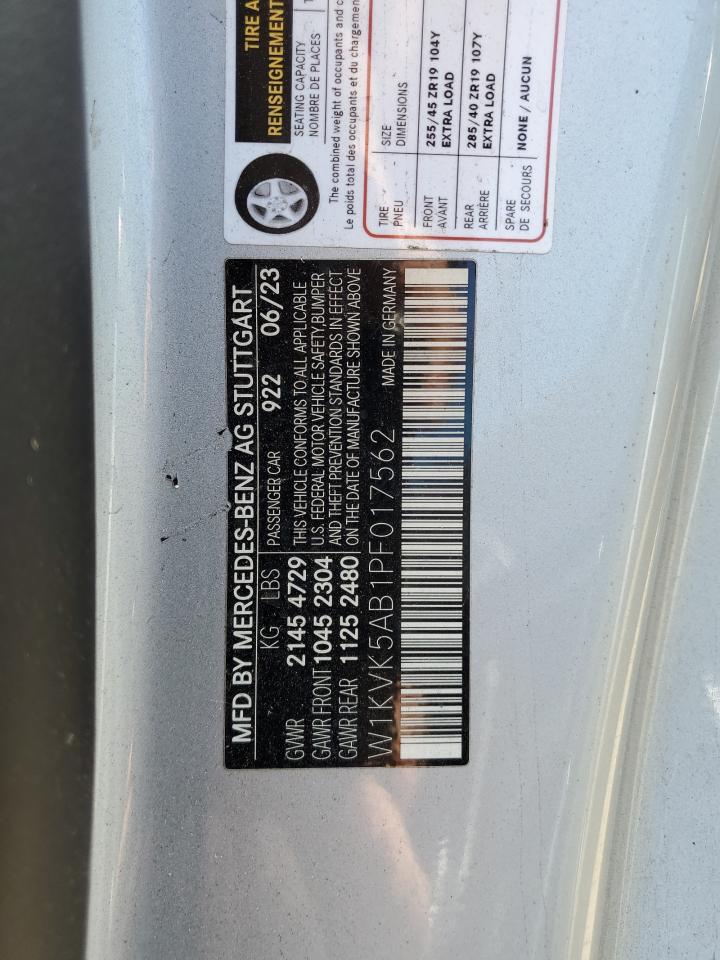 TIRE A
RENSEIGNEMENT
SEATING CAPACITY
NOMBRE DE PLACES
The combined weight of occupants and c
Le poids total des occupants et du chargemen
TIRE
PNEU
SIZE
DIMENSIONS
FRONT
AVANT
255/45 ZR19 104Y
EXTRA LOAD
REAR
ARRIÈRE
285/40 ZR19 107Y
EXTRA LOAD
SPARE
DE SECOURS
NONE / AUCUN
MFD BY MERCEDES-BENZ AG STUTTGART
KG LBS
GVWR 2145 4729
GAWR FRONT 1045 2304
GAWR REAR 1125 2480
PASSENGER CAR 922 06/23
THIS VEHICLE CONFORMS TO ALL APPLICABLE
U.S. FEDERAL MOTOR VEHICLE SAFETY,BUMPER
AND THEFT PREVENTION STANDARDS IN EFFECT
ON THE DATE OF MANUFACTURE SHOWN ABOVE
W1KVK5AB1PF017562 MADE IN GERMANY